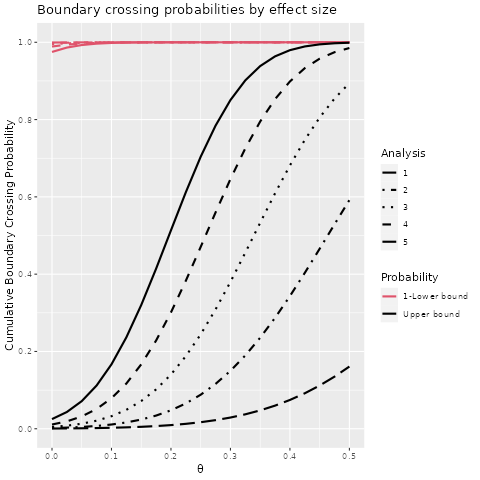 Boundary crossing probabilities by effect size
Cumulative Boundary Crossing Probability
1.0
0.8
0.6
0.4
0.2
0.0
0.0 0.1 0.2 0.3 0.4 0.5
θ
Analysis
1
2
3
4
5
Probability
1-Lower bound
Upper bound